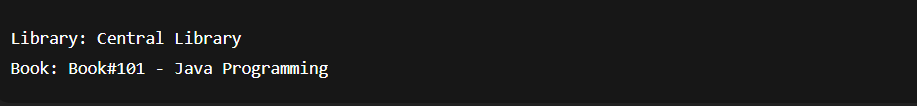 Library: Central Library
Book: Book#101 - Java Programming